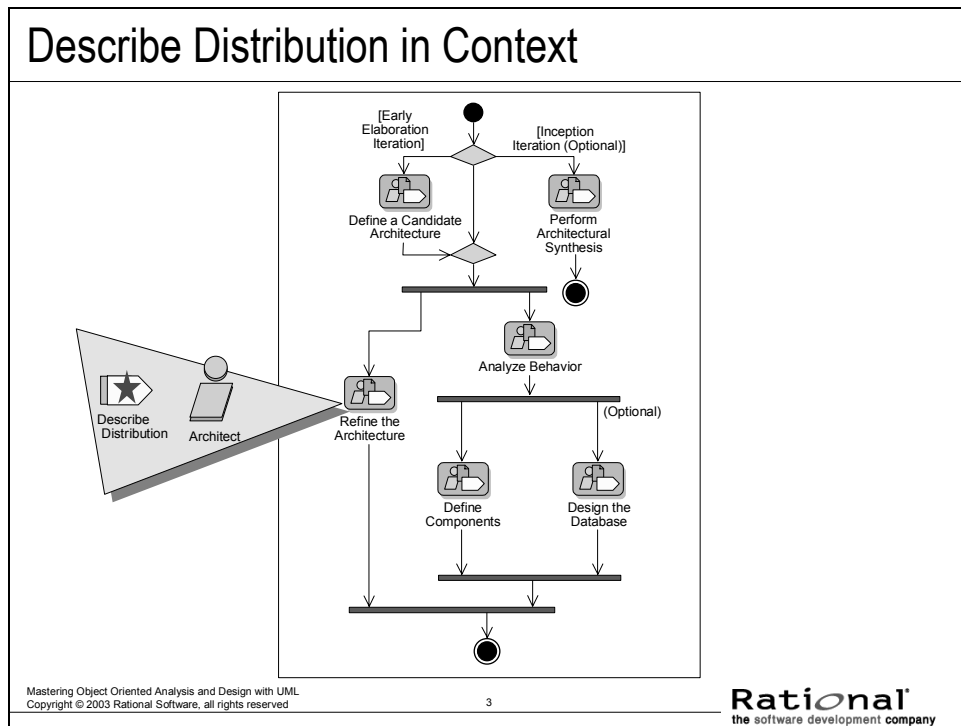 Describe Distribution in Context
[Early
Elaboration
Iteration]
[Inception
Iteration (Optional)]
Define a Candidate
Architecture
Perform
Architectural
Synthesis
Analyze Behavior
(Optional)
Describe
Distribution
Architect
Refine the
Architecture
Define
Components
Design the
Database
Mastering Object Oriented Analysis and Design with UML
Copyright © 2003 Rational Software, all rights reserved
3
Rational
the software development company